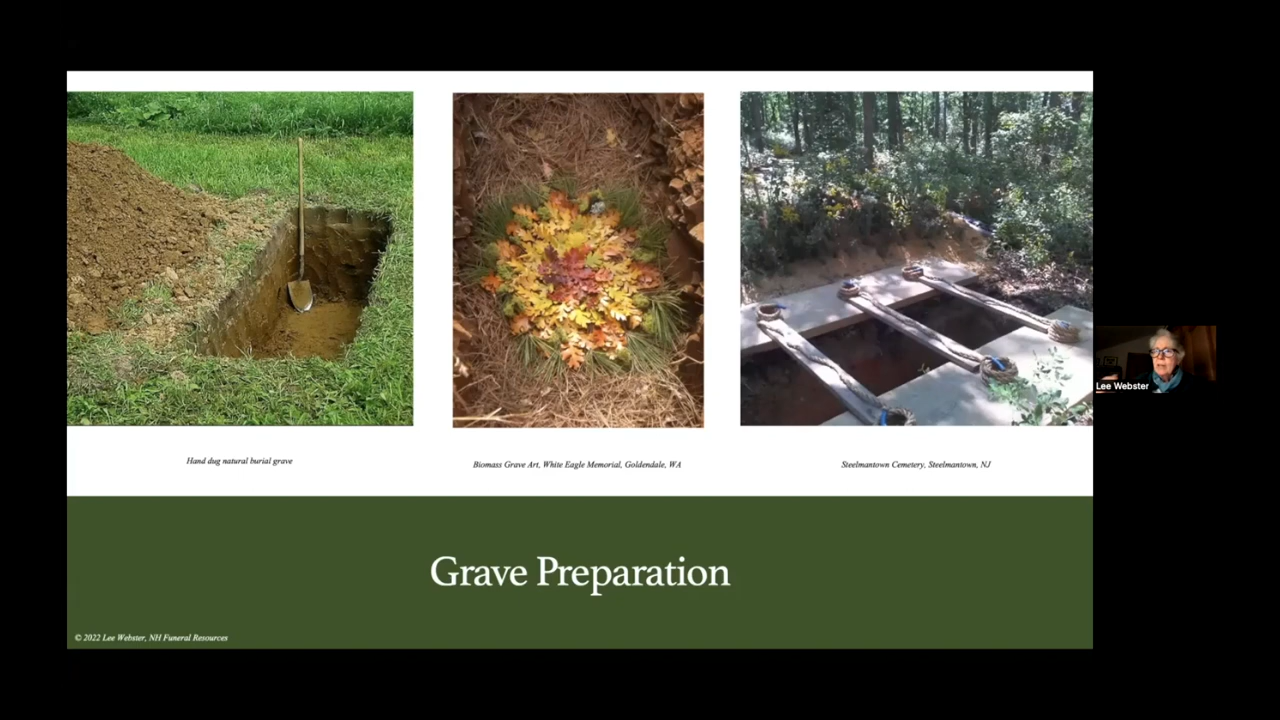 Lee Webster
Hand dug natural burial grave
Biomass Grave Art, White Eagle Memorial, Goldendale, WA
Steelmantown Cemetery, Steelmantown, NJ
Grave Preparation
© 2022 Lee Webster, NH Funeral Resources